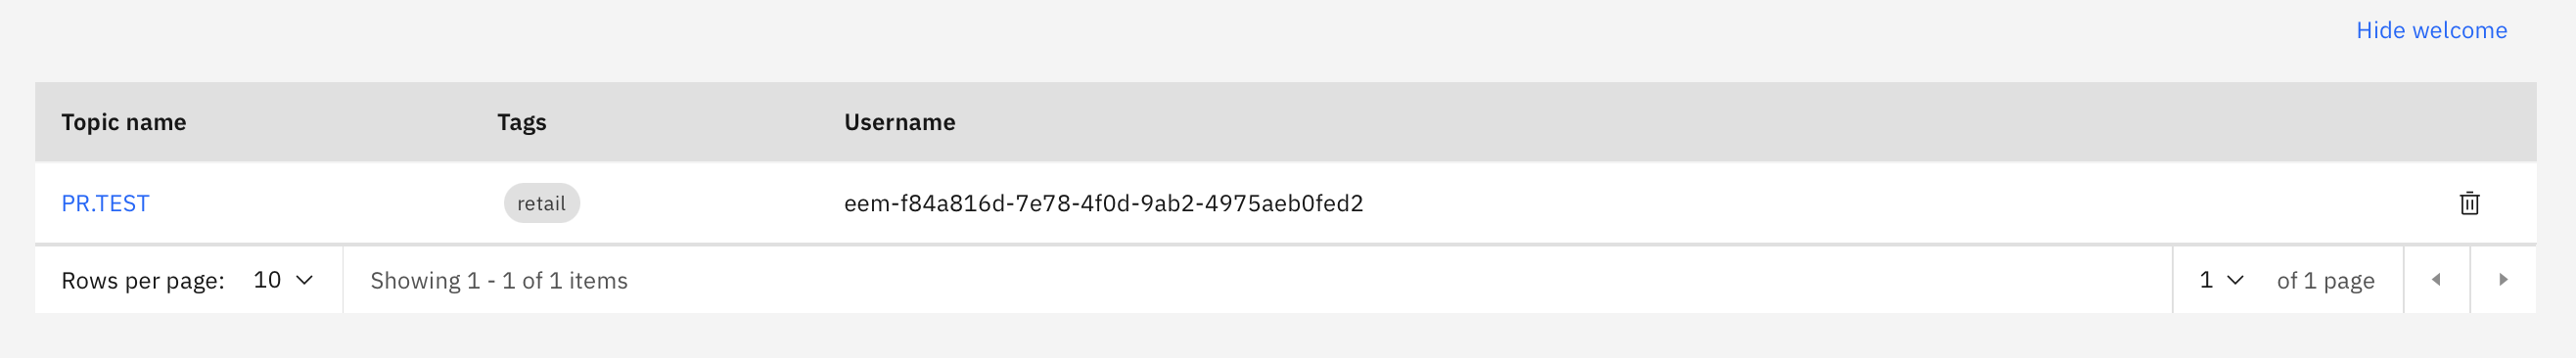 Hide welcome
Topic name Tags Username
PR.TEST retail eem-f84a816d-7e78-4f0d-9ab2-4975aeb0fed2
Rows per page: 10 Showing 1 - 1 of 1 items 1 of 1 page